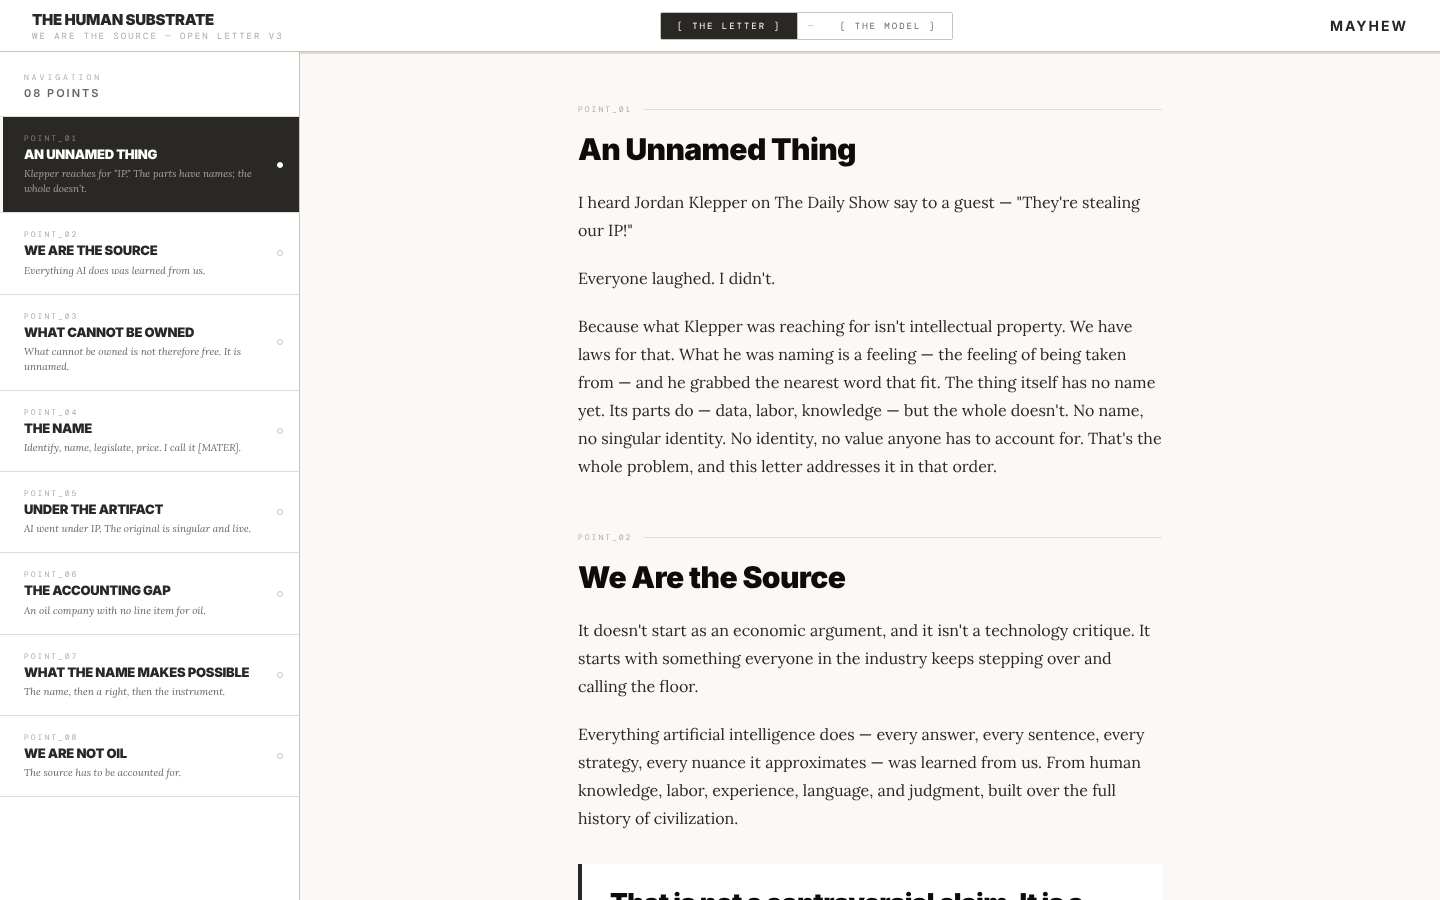 THE HUMAN SUBSTRATE
WE ARE THE SOURCE — OPEN LETTER V3
[ THE LETTER ]
—
[ THE MODEL ]
MAYHEW
NAVIGATION
08 POINTS
POINT_01
AN UNNAMED THING
Klepper reaches for "IP." The parts have names; the
whole doesn't.
POINT_02
WE ARE THE SOURCE
Everything AI does was learned from us.
POINT_03
WHAT CANNOT BE OWNED
What cannot be owned is not therefore free. It is
unnamed.
POINT_04
THE NAME
Identify, name, legislate, price. I call it [MATER].
POINT_05
UNDER THE ARTIFACT
AI went under IP. The original is singular and live.
POINT_06
THE ACCOUNTING GAP
An oil company with no line item for oil.
POINT_07
WHAT THE NAME MAKES POSSIBLE
The name, then a right, then the instrument.
POINT_08
WE ARE NOT OIL
The source has to be accounted for.
POINT_01
An Unnamed Thing
I heard Jordan Klepper on The Daily Show say to a guest — "They're stealing
our IP!"
Everyone laughed. I didn't.
Because what Klepper was reaching for isn't intellectual property. We have
laws for that. What he was naming is a feeling — the feeling of being taken
from — and he grabbed the nearest word that fit. The thing itself has no name
yet. Its parts do — data, labor, knowledge — but the whole doesn't. No name,
no singular identity. No identity, no value anyone has to account for. That's the
whole problem, and this letter addresses it in that order.
POINT_02
We Are the Source
It doesn't start as an economic argument, and it isn't a technology critique. It
starts with something everyone in the industry keeps stepping over and
calling the floor.
Everything artificial intelligence does — every answer, every sentence, every
strategy, every nuance it approximates — was learned from us. From human
knowledge, labor, experience, language, and judgment, built over the full
history of civilization.
That is not a controversial claim. It is a